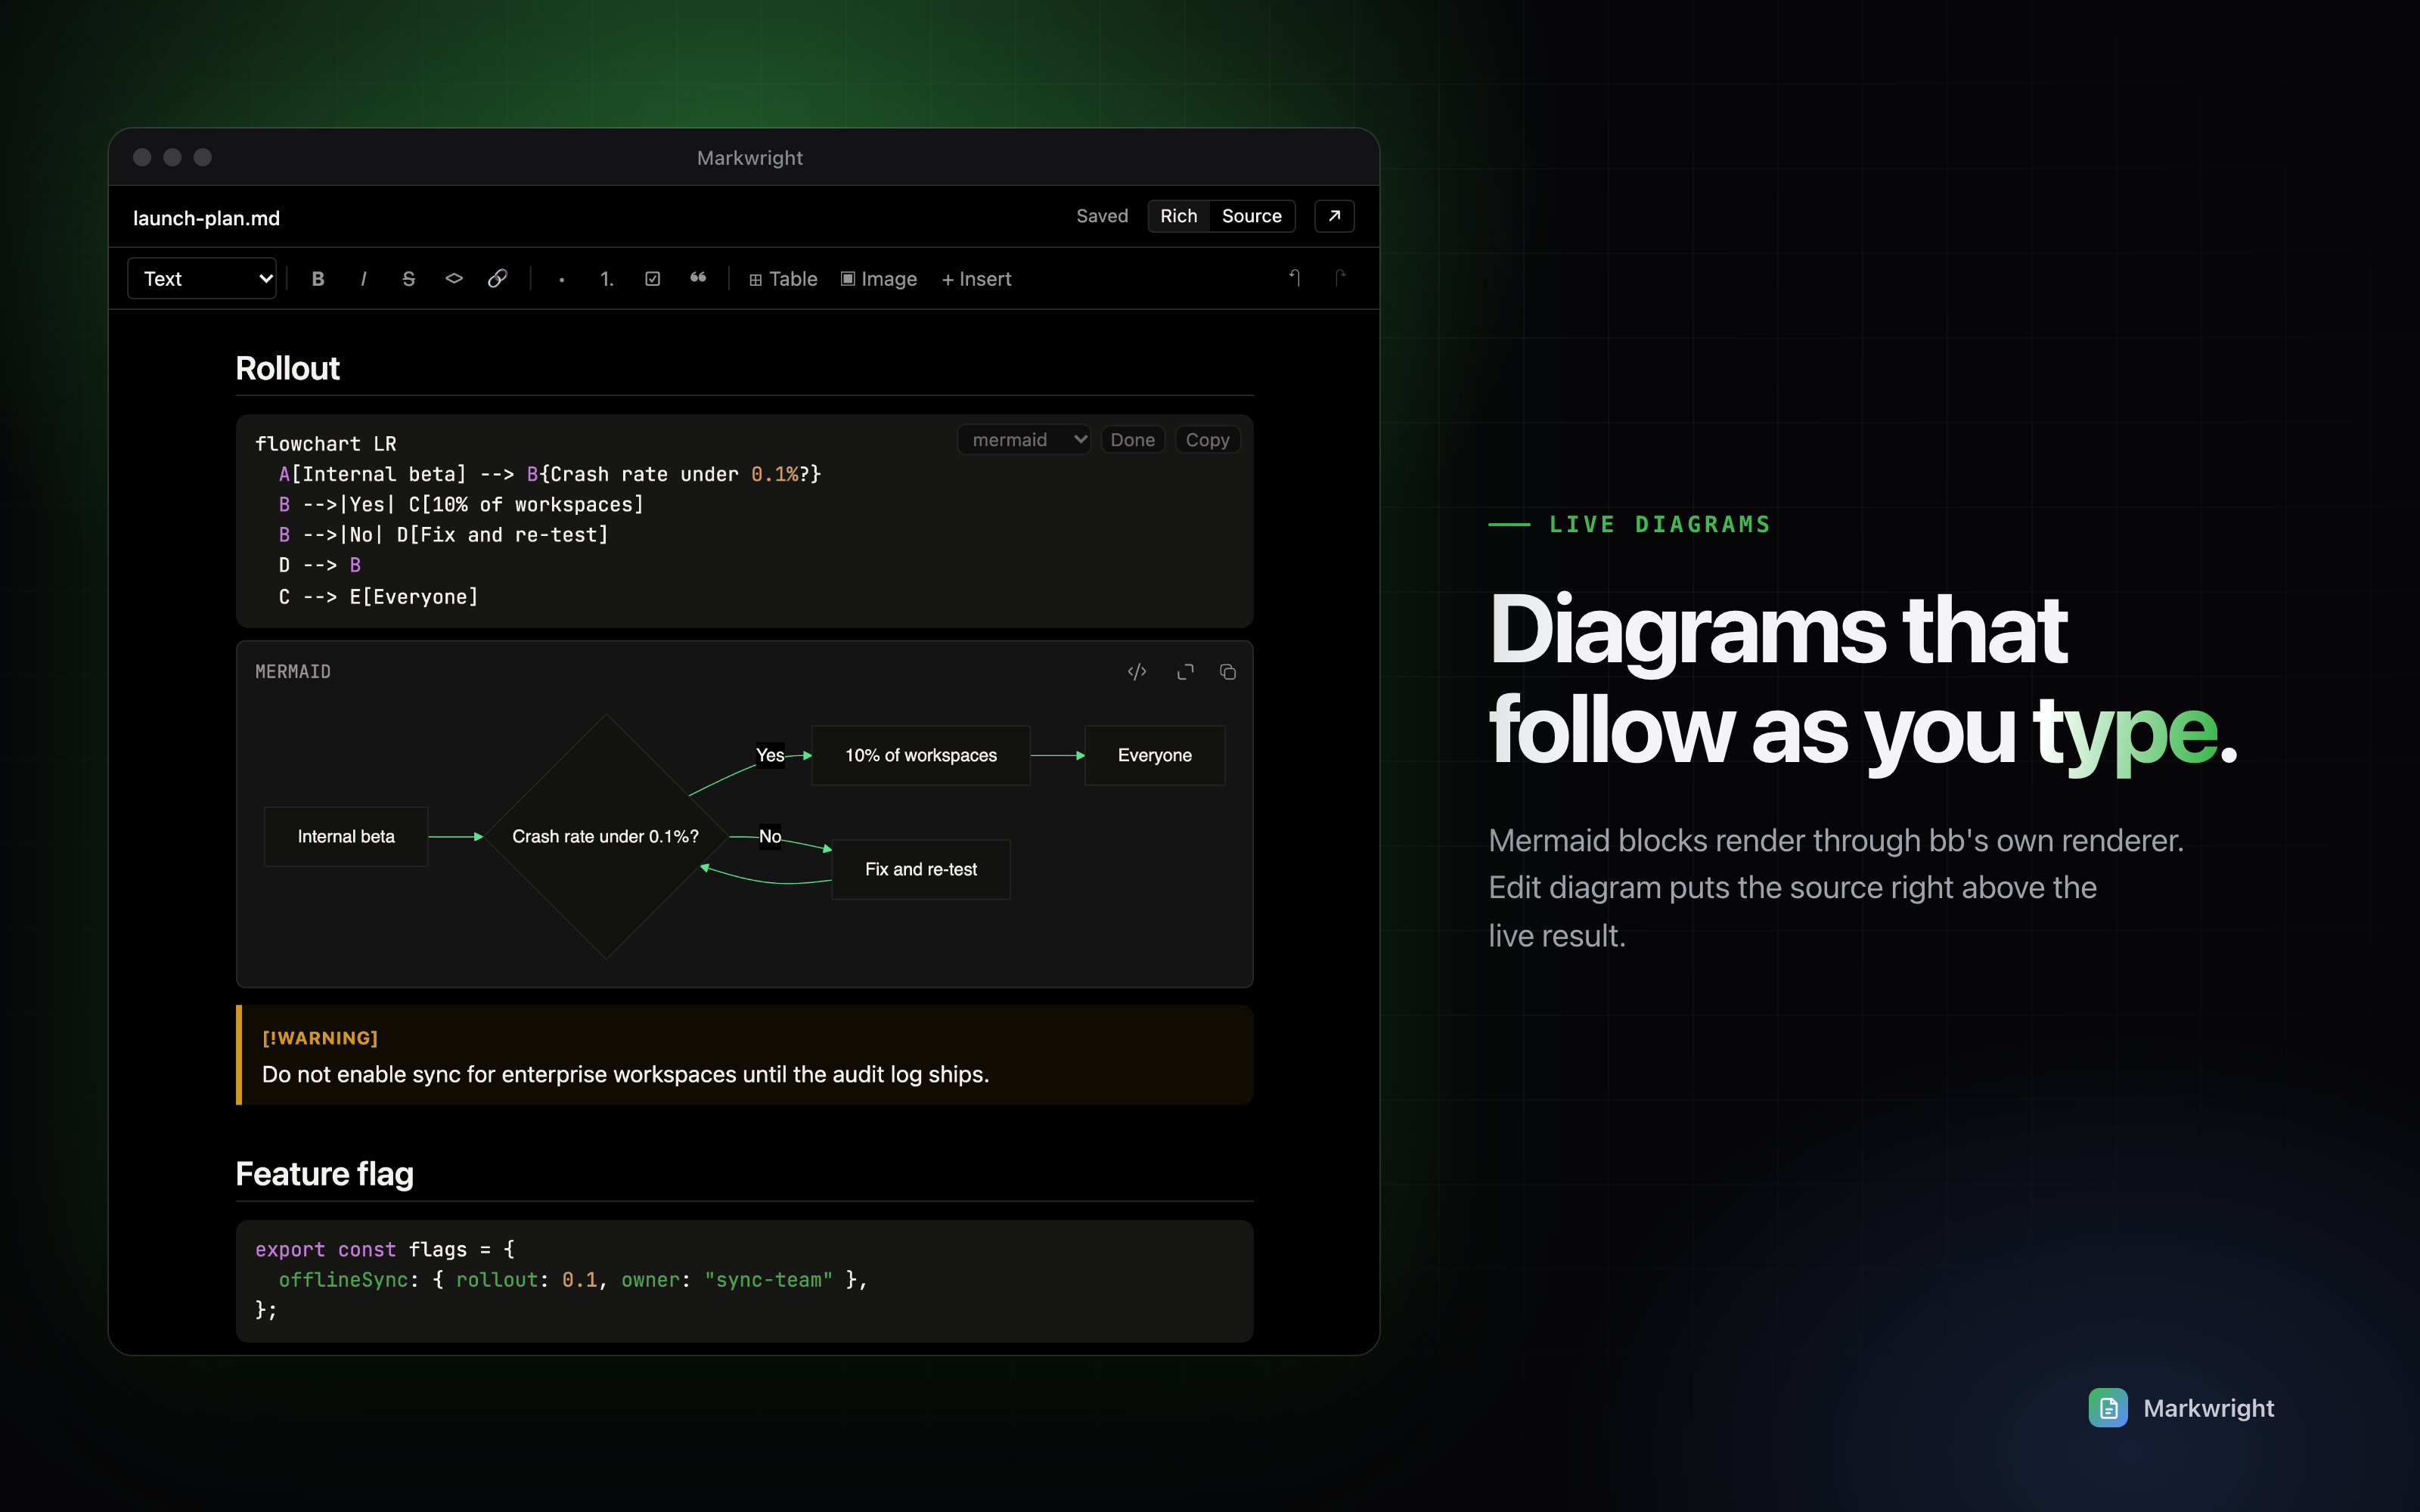 Markwright
launch-plan.md
Saved
Rich
Source
Text
B
I
S
1.
Table
Image
+ Insert
Rollout
flowchart LR
mermaid
Done
Copy
A[Internal beta] --> B{Crash rate under 0.1%?}
B -->|Yes| C[10% of workspaces]
B -->|No| D[Fix and re-test]
D --> B
C --> E[Everyone]
MERMAID
Internal beta
Crash rate under 0.1%?
Yes
10% of workspaces
Everyone
No
Fix and re-test
[!WARNING]
Do not enable sync for enterprise workspaces until the audit log ships.
Feature flag
export const flags = {
offlineSync: { rollout: 0.1, owner: "sync-team" },
};
LIVE DIAGRAMS
Diagrams that
follow as you type.
Mermaid blocks render through bb's own renderer.
Edit diagram puts the source right above the
live result.
Markwright